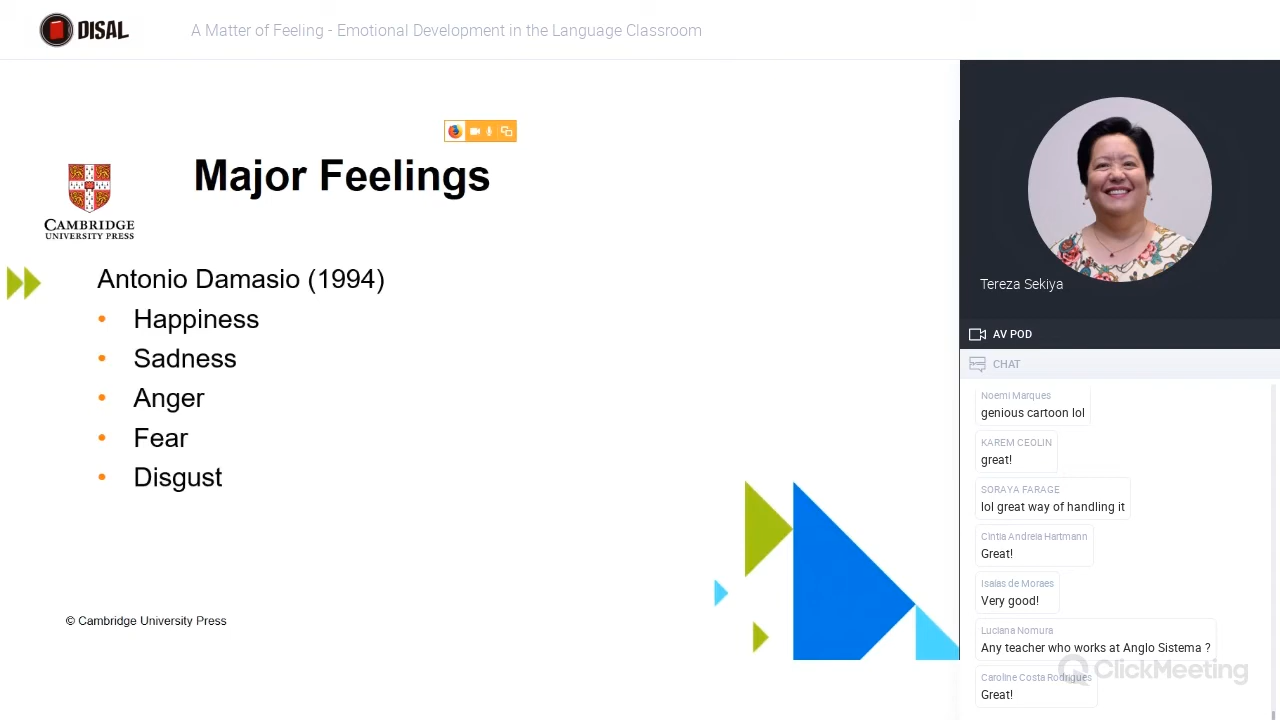 DISAL
A Matter of Feeling - Emotional Development in the Language Classroom
Major Feelings
CAMBRIDGE
UNIVERSITY PRESS
Antonio Damasio (1994)
• Happiness
• Sadness
• Anger
• Fear
• Disgust
© Cambridge University Press
Tereza Sekiya
AV POD
CHAT
Noemi Marques
genious cartoon lol
KAREM CEOLIN
great!
SORAYA FARAGE
lol great way of handling it
Cintia Andreia Hartmann
Great!
Isaías de Moraes
Very good!
Luciana Nomura
Any teacher who works at Anglo Sistema ?
Caroline Costa Rodrigues
Great!
ClickMeeting